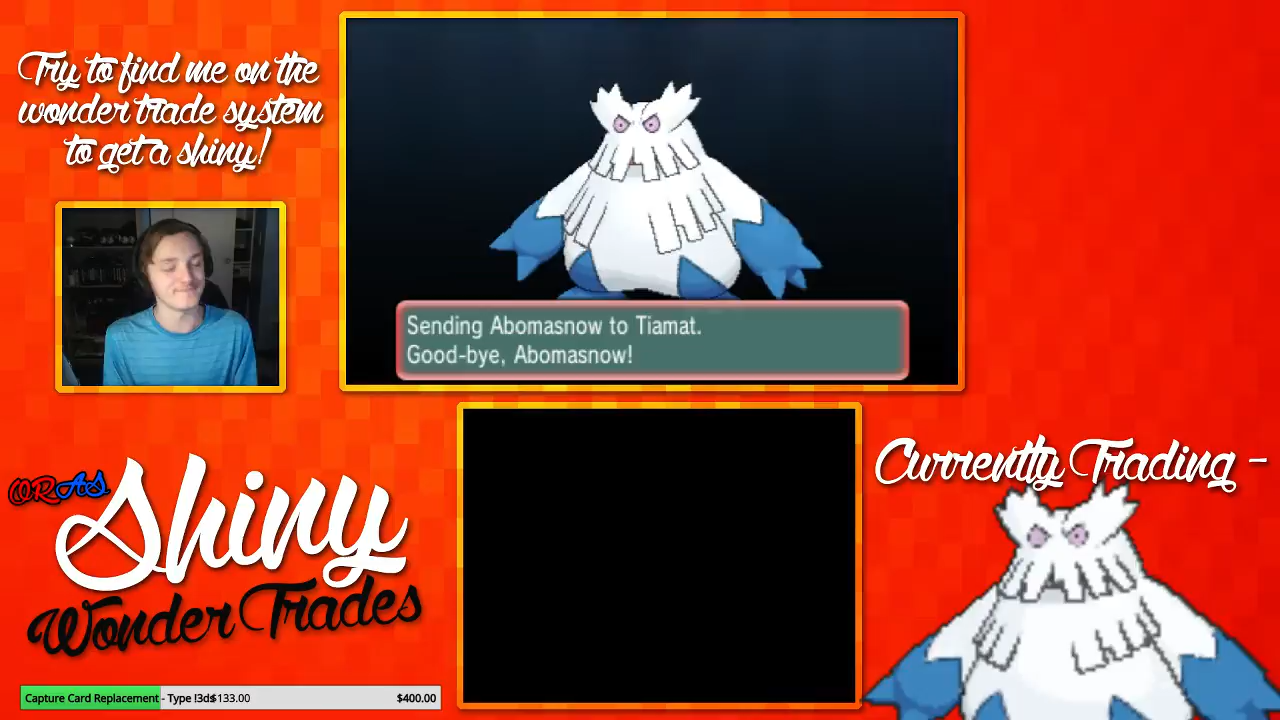 Try to find me on the
wonder trade system
to get a shiny!
Sending Abomasnow to Tiamat.
Good-bye, Abomasnow!
Currently Trading -
ORAS
Shiny
Wonder Trades
Capture Card Replacement - Type !3ds $133.00 $400.00